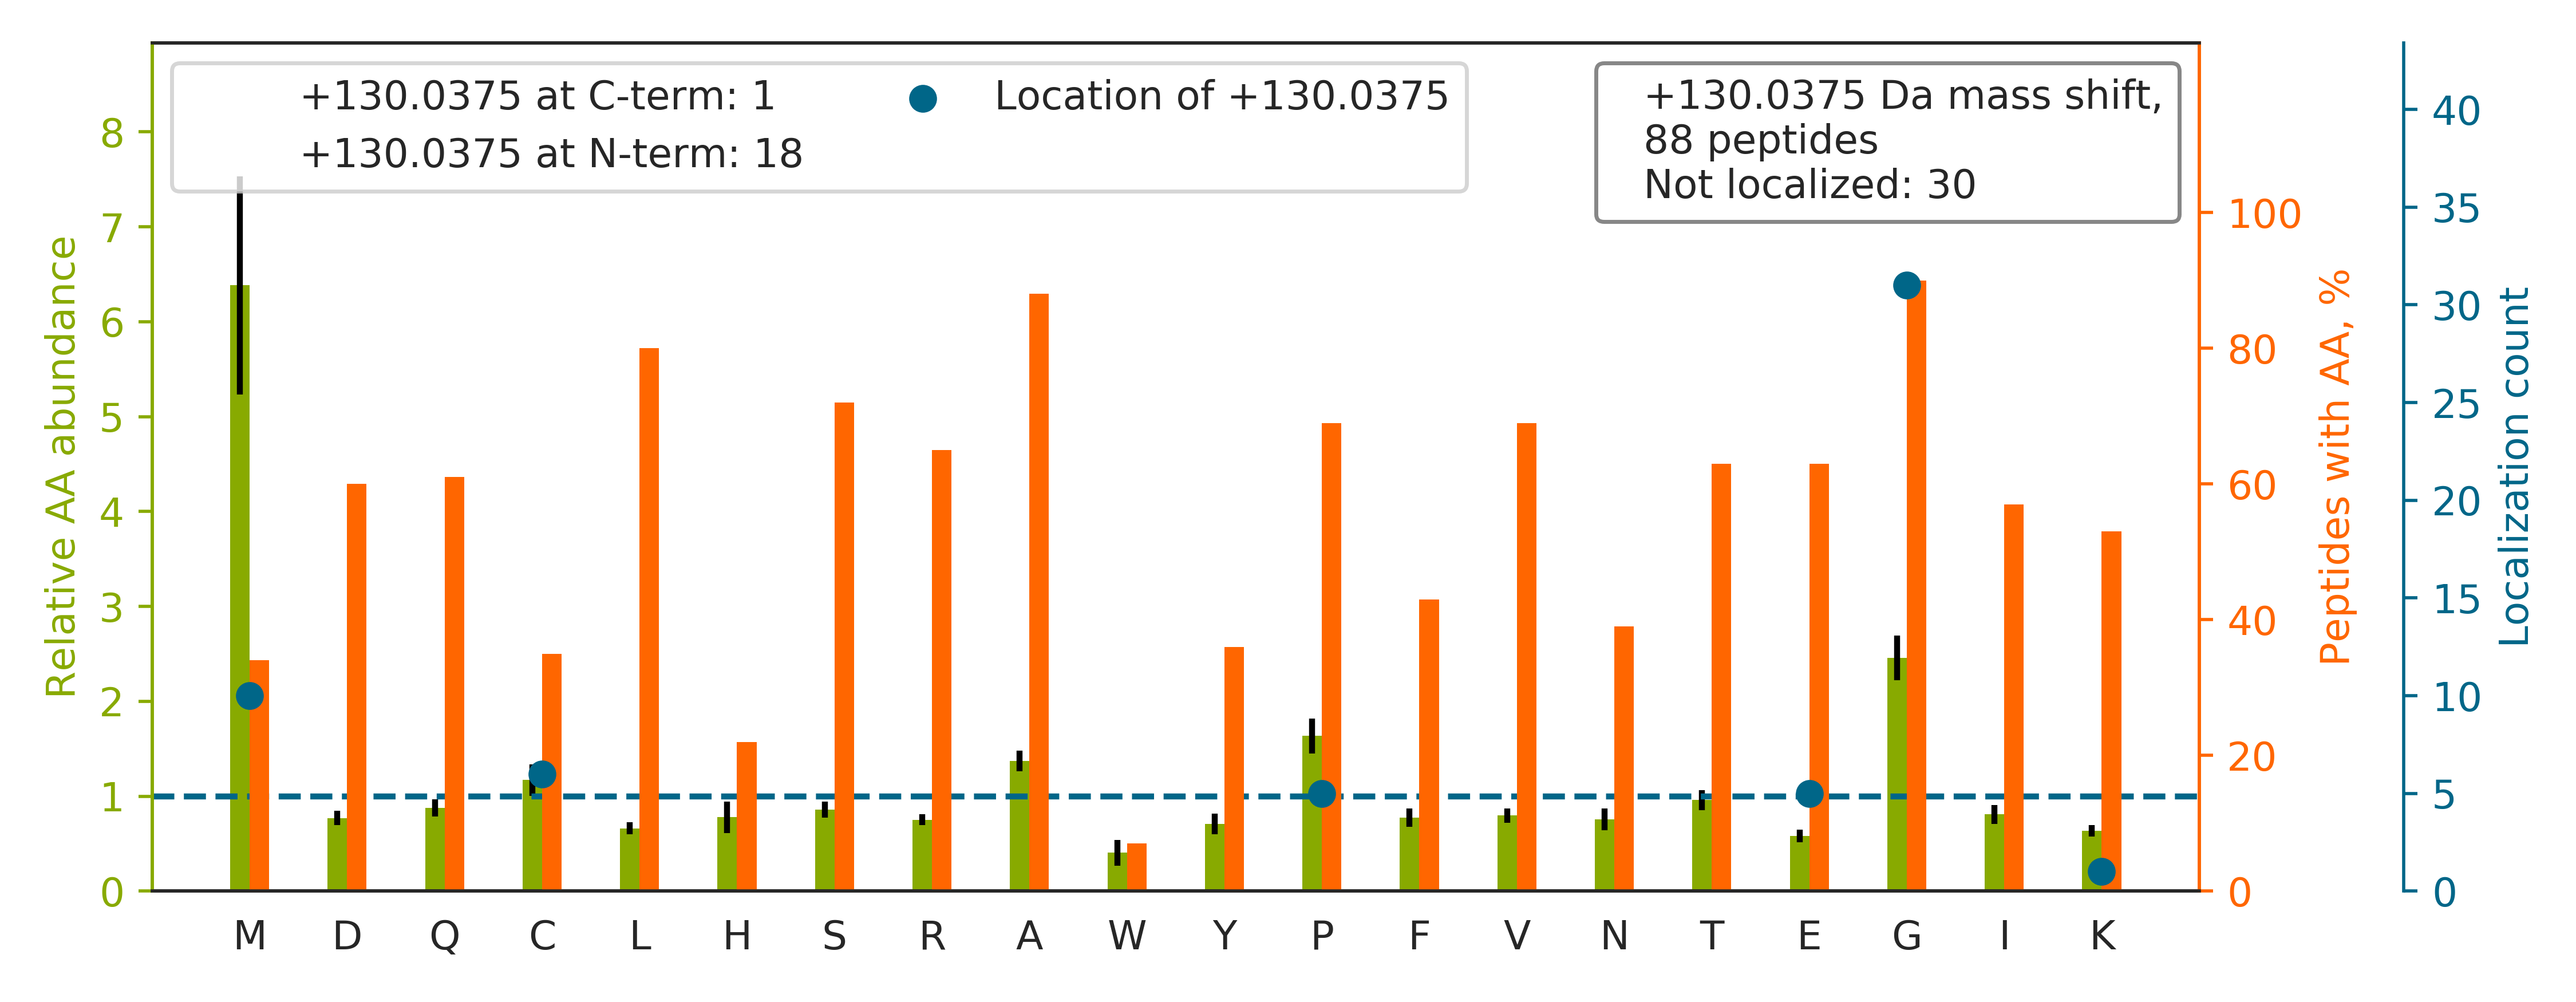 +130.0375 at C-term: 1
+130.0375 at N-term: 18
Location of +130.0375
+130.0375 Da mass shift,
88 peptides
Not localized: 30
Relative AA abundance
8
7
6
5
4
3
2
1
0
M D Q C L H S R A W Y P F V N T E G I K
100
80
60
40
20
0
Peptides with AA, %
40
35
30
25
20
15
10
5
0
Localization count